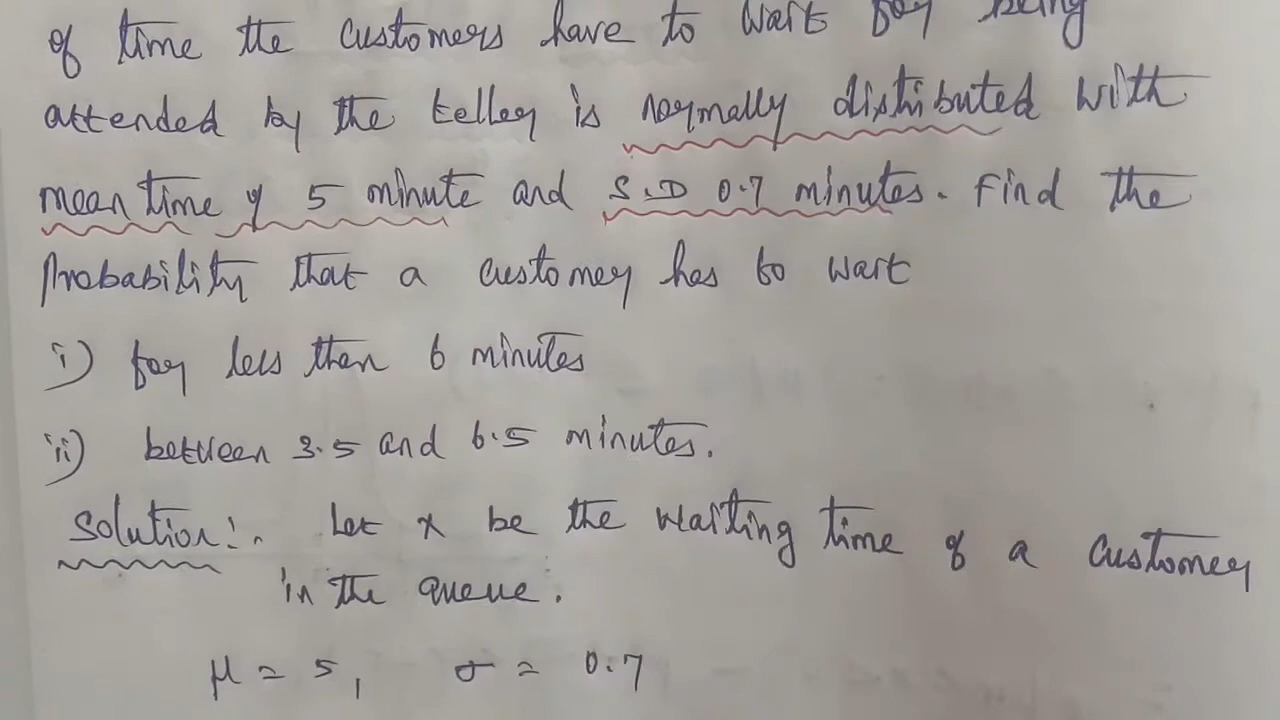 of time the customers have to wait for being
attended by the teller is normally distributed with
mean time of 5 minute and S.D 0.7 minutes. Find the
Probability that a customer has to wait
i) for less than 6 minutes
ii) between 3.5 and 6.5 minutes.
Solution:. Let x be the waiting time of a customer
in the queue.
μ = 5, σ = 0.7